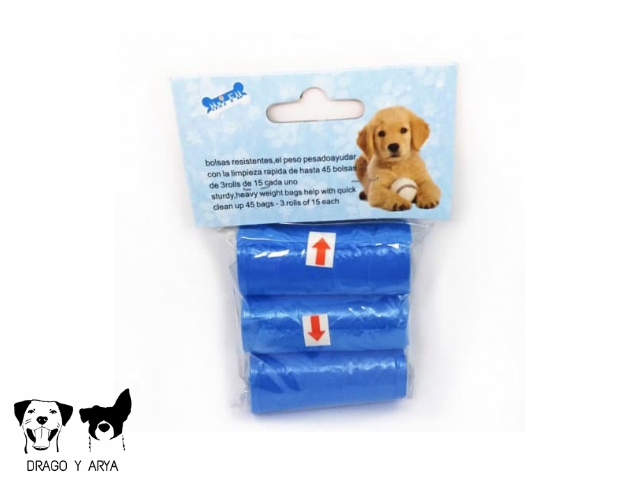 bolsas resistentes,el peso pesadoayudar
con la limpieza rapida de hasta 45 bolsas
de 3rolls de 15 cada uno
sturdy,heavy weight bags help with quick
clean up 45 bags - 3 rolls of 15 each
DRAGO Y ARYA